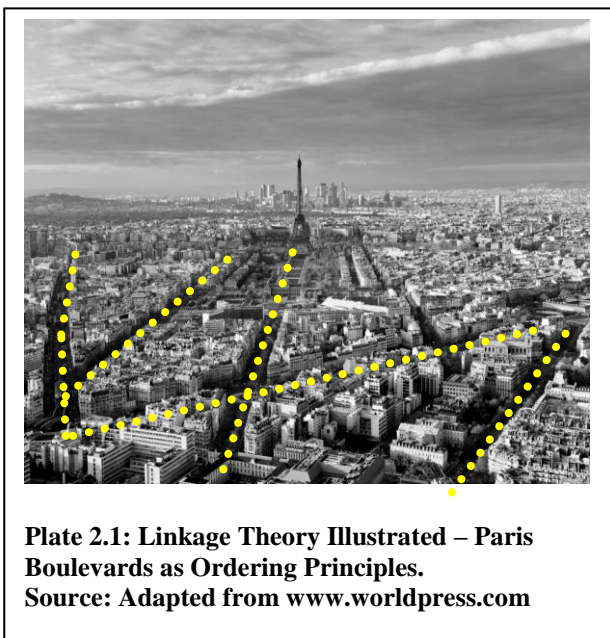 Plate 2.1: Linkage Theory Illustrated – Paris
Boulevards as Ordering Principles.
Source: Adapted from www.worldpress.com